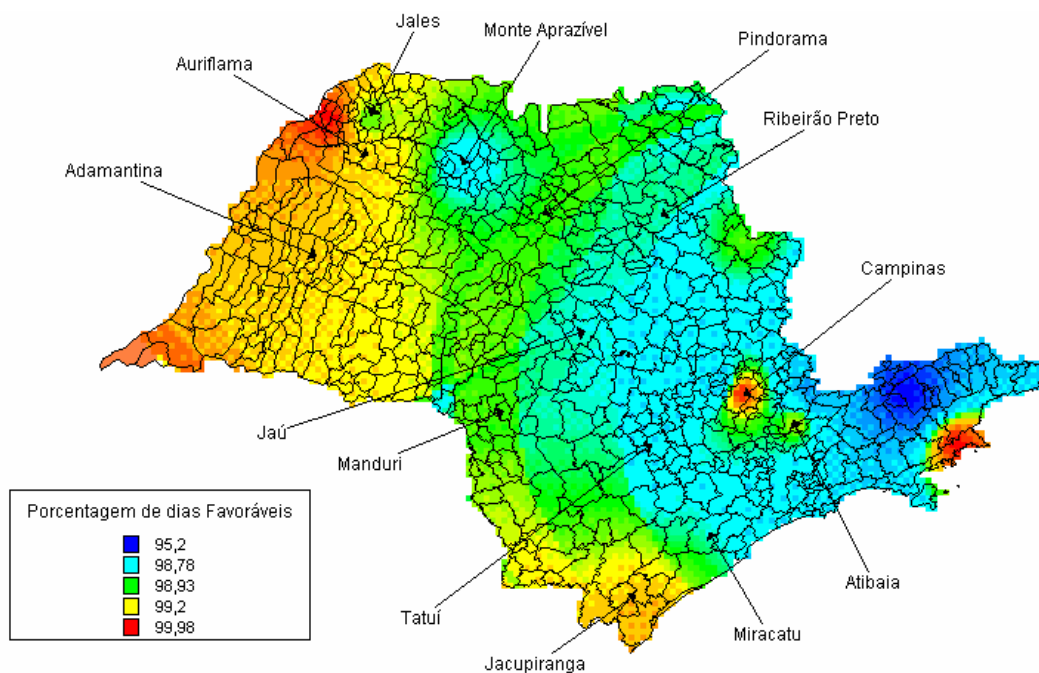 Jales
Monte Aprazível
Pindorama
Auriflama
Ribeirão Preto
Adamantina
Campinas
Jaú
Manduri
Porcentagem de dias Favoráveis
95,2
98,78
98,93
99,2
99,98
Atibaia
Tatuí
Miracatu
Jacupiranga